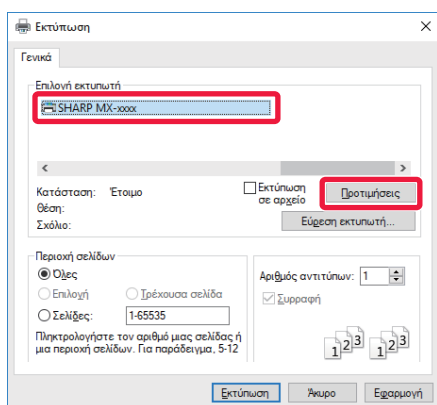 Εκτύπωση
Γενικά
Επιλογή εκτυπωτή
SHARP MX-xxxx
Κατάσταση: Έτοιμο
Θέση:
Σχόλιο:
Εκτύπωση σε αρχείο
Προτιμήσεις
Εύρεση εκτυπωτή...
Περιοχή σελίδων
Όλες
Επιλογή Τρέχουσα σελίδα
Σελίδες: 1-65535
Πληκτρολογήστε τον αριθμό μιας σελίδας ή
μια περιοχή σελίδων. Για παράδειγμα, 5-12
Αριθμός αντιτύπων: 1
Συρραφή
1 2 3 1 2 3
Εκτύπωση Άκυρο Εφαρμογή